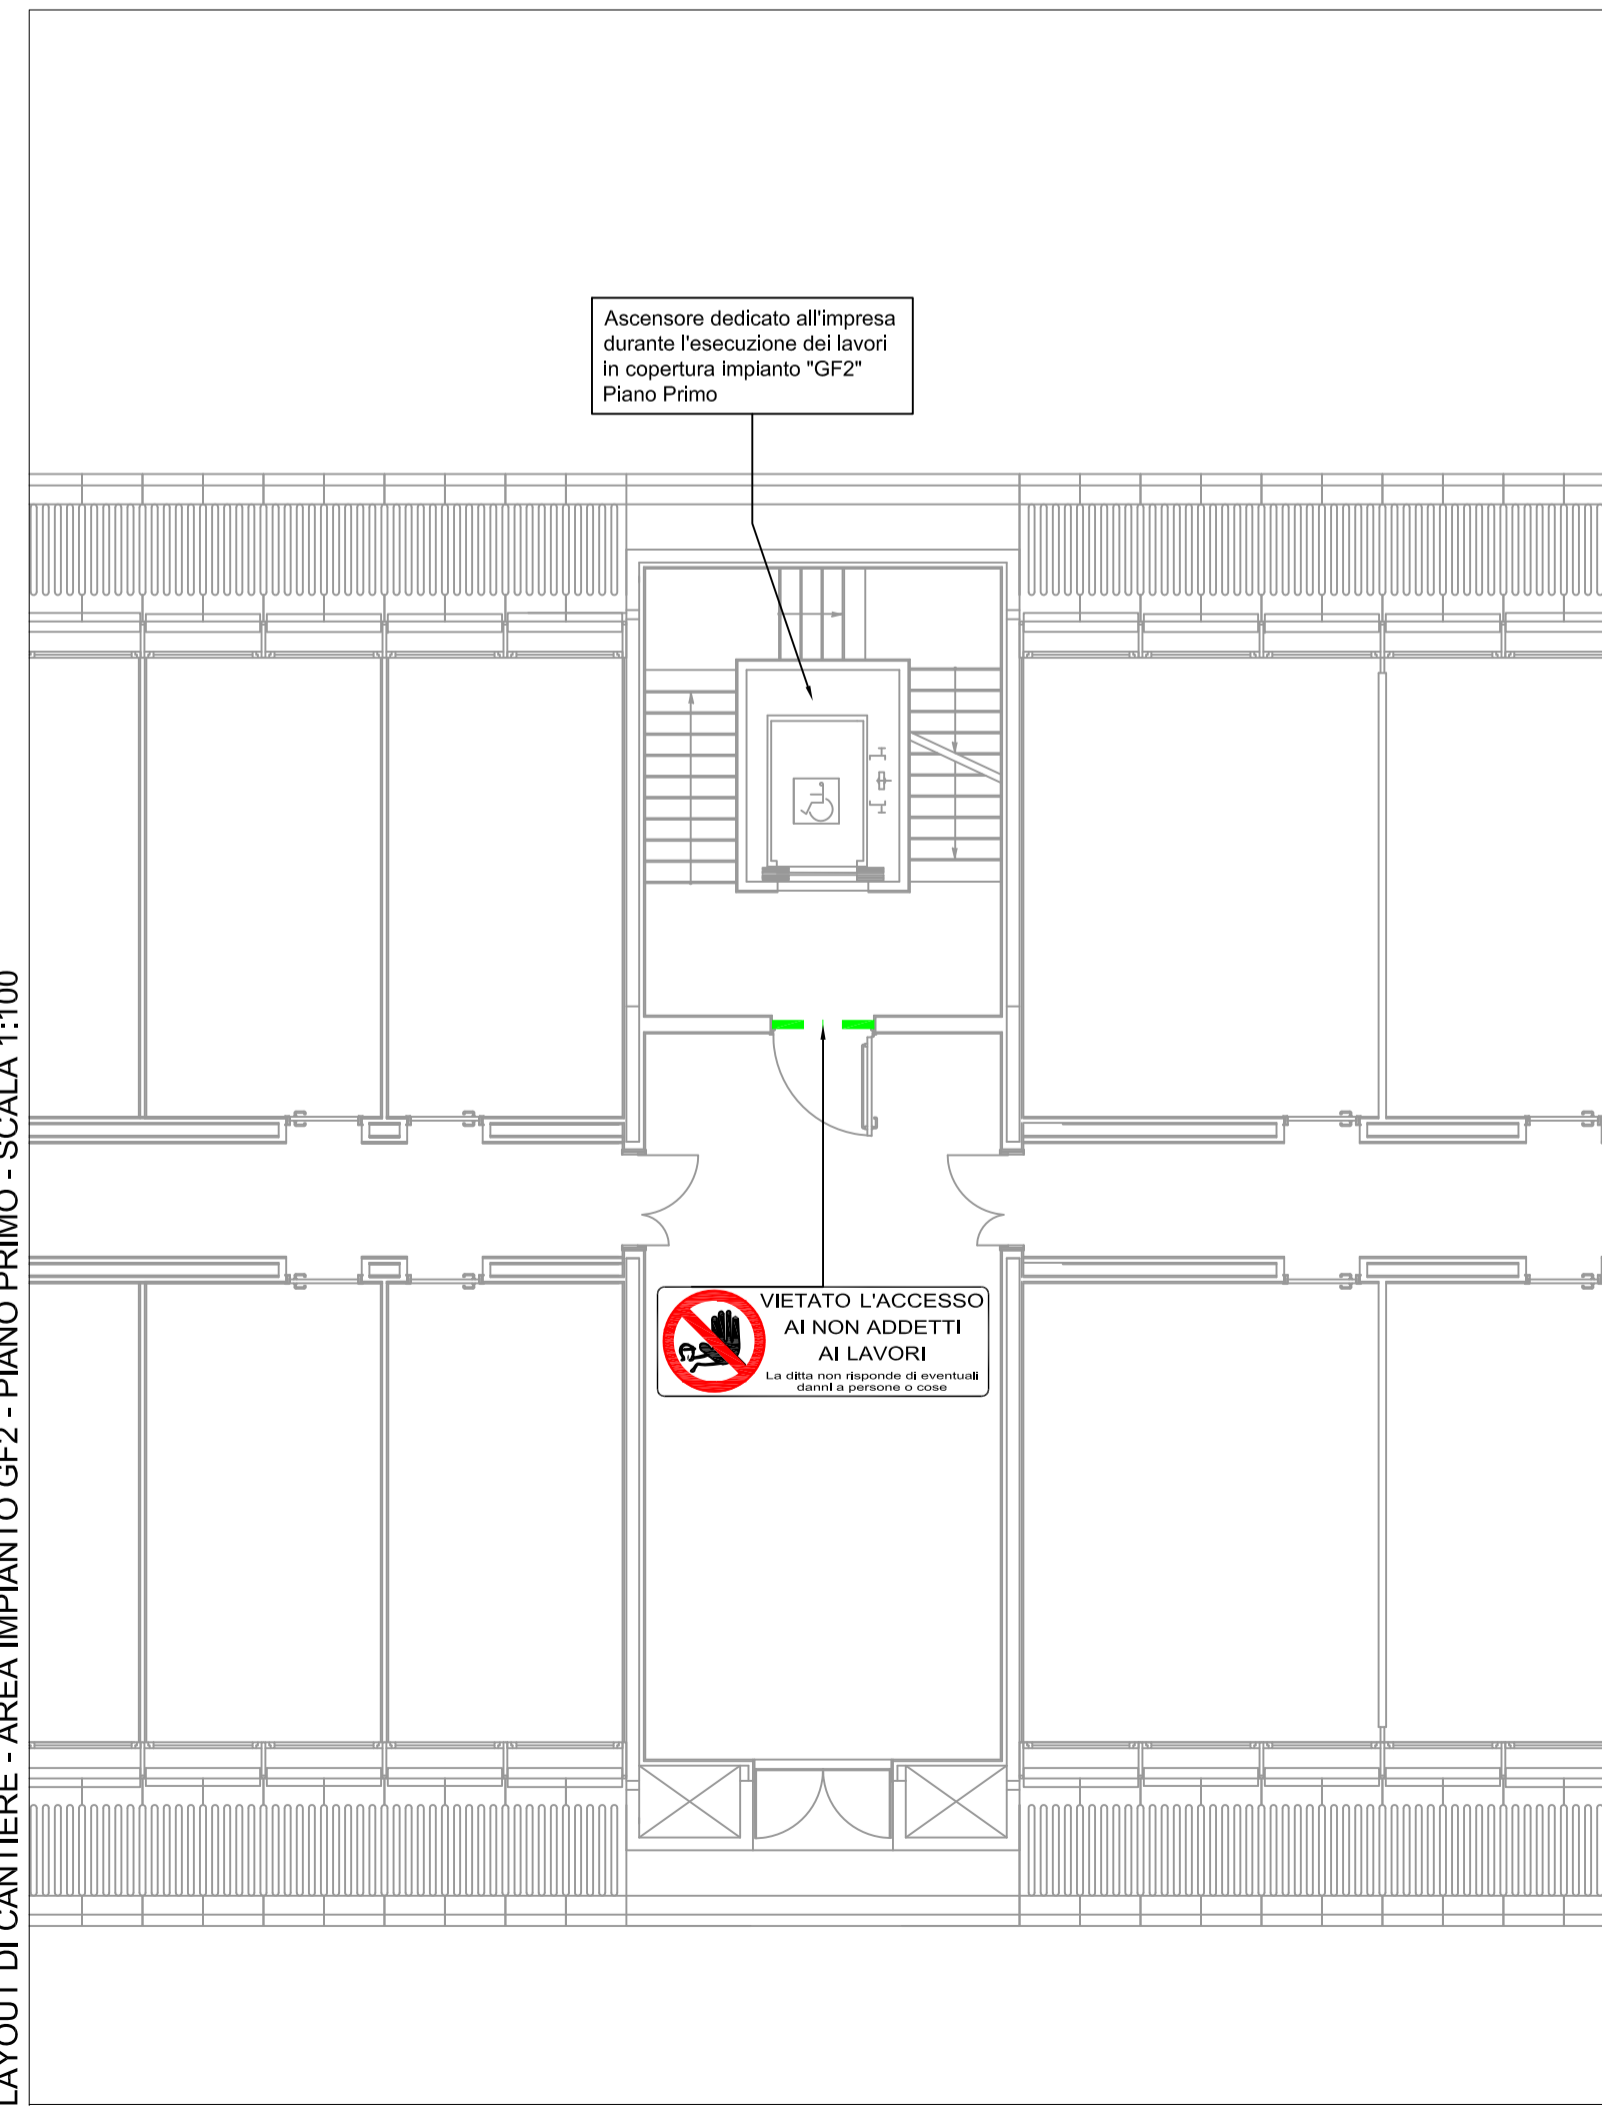 LAYOUT DI CANTIERE - AREA IMPIANTO GF2 - PIANO PRIMO - SCALA 1:100
Ascensore dedicato all'impresa
durante l'esecuzione dei lavori
in copertura impianto "GF2"
Piano Primo
VIETATO L'ACCESSO
AI NON ADDETTI
AI LAVORI
La ditta non risponde di eventuali
danni a persone o cose